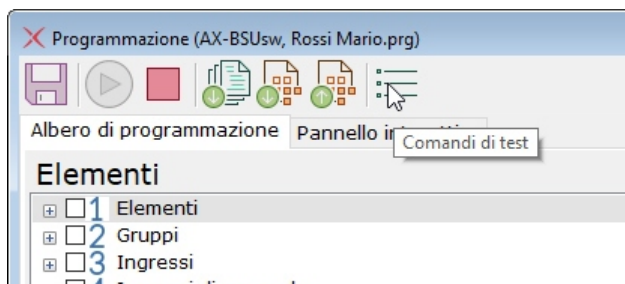 Programmazione (AX-BSUsw, Rossi Mario.prg)
Albero di programmazione Pannello
Comandi di test
Elementi
1 Elementi
2 Gruppi
3 Ingressi